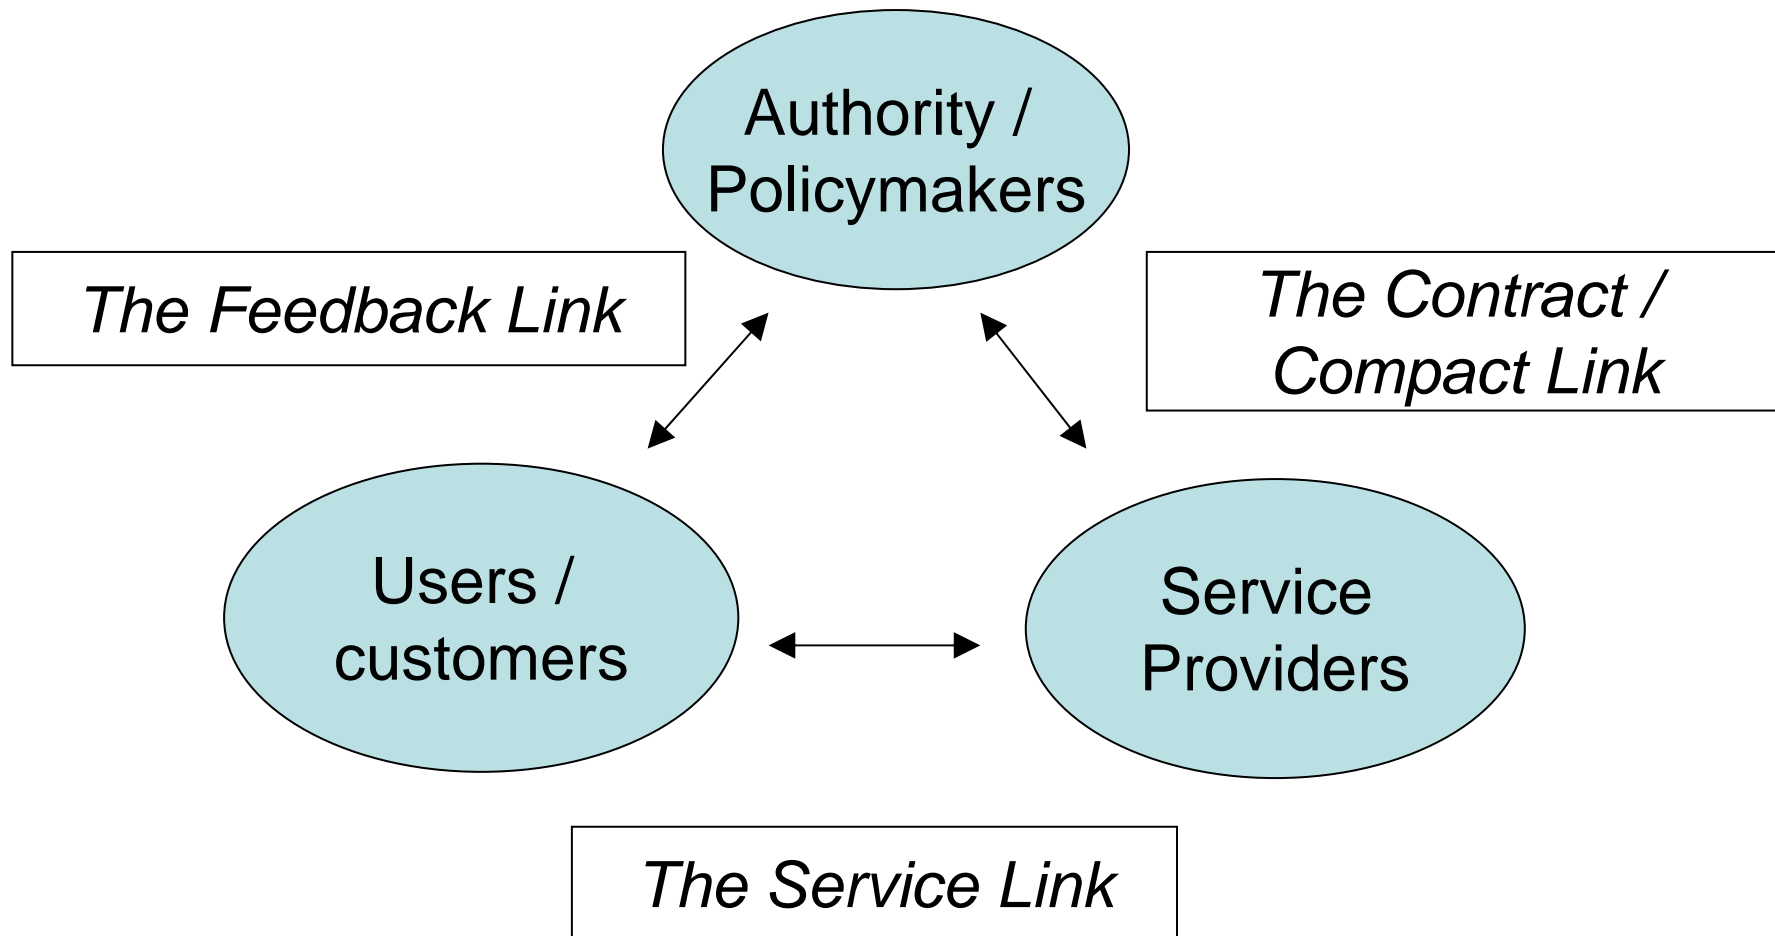 Authority /
Policymakers
The Feedback Link
The Contract /
Compact Link
Users /
customers
Service
Providers
The Service Link